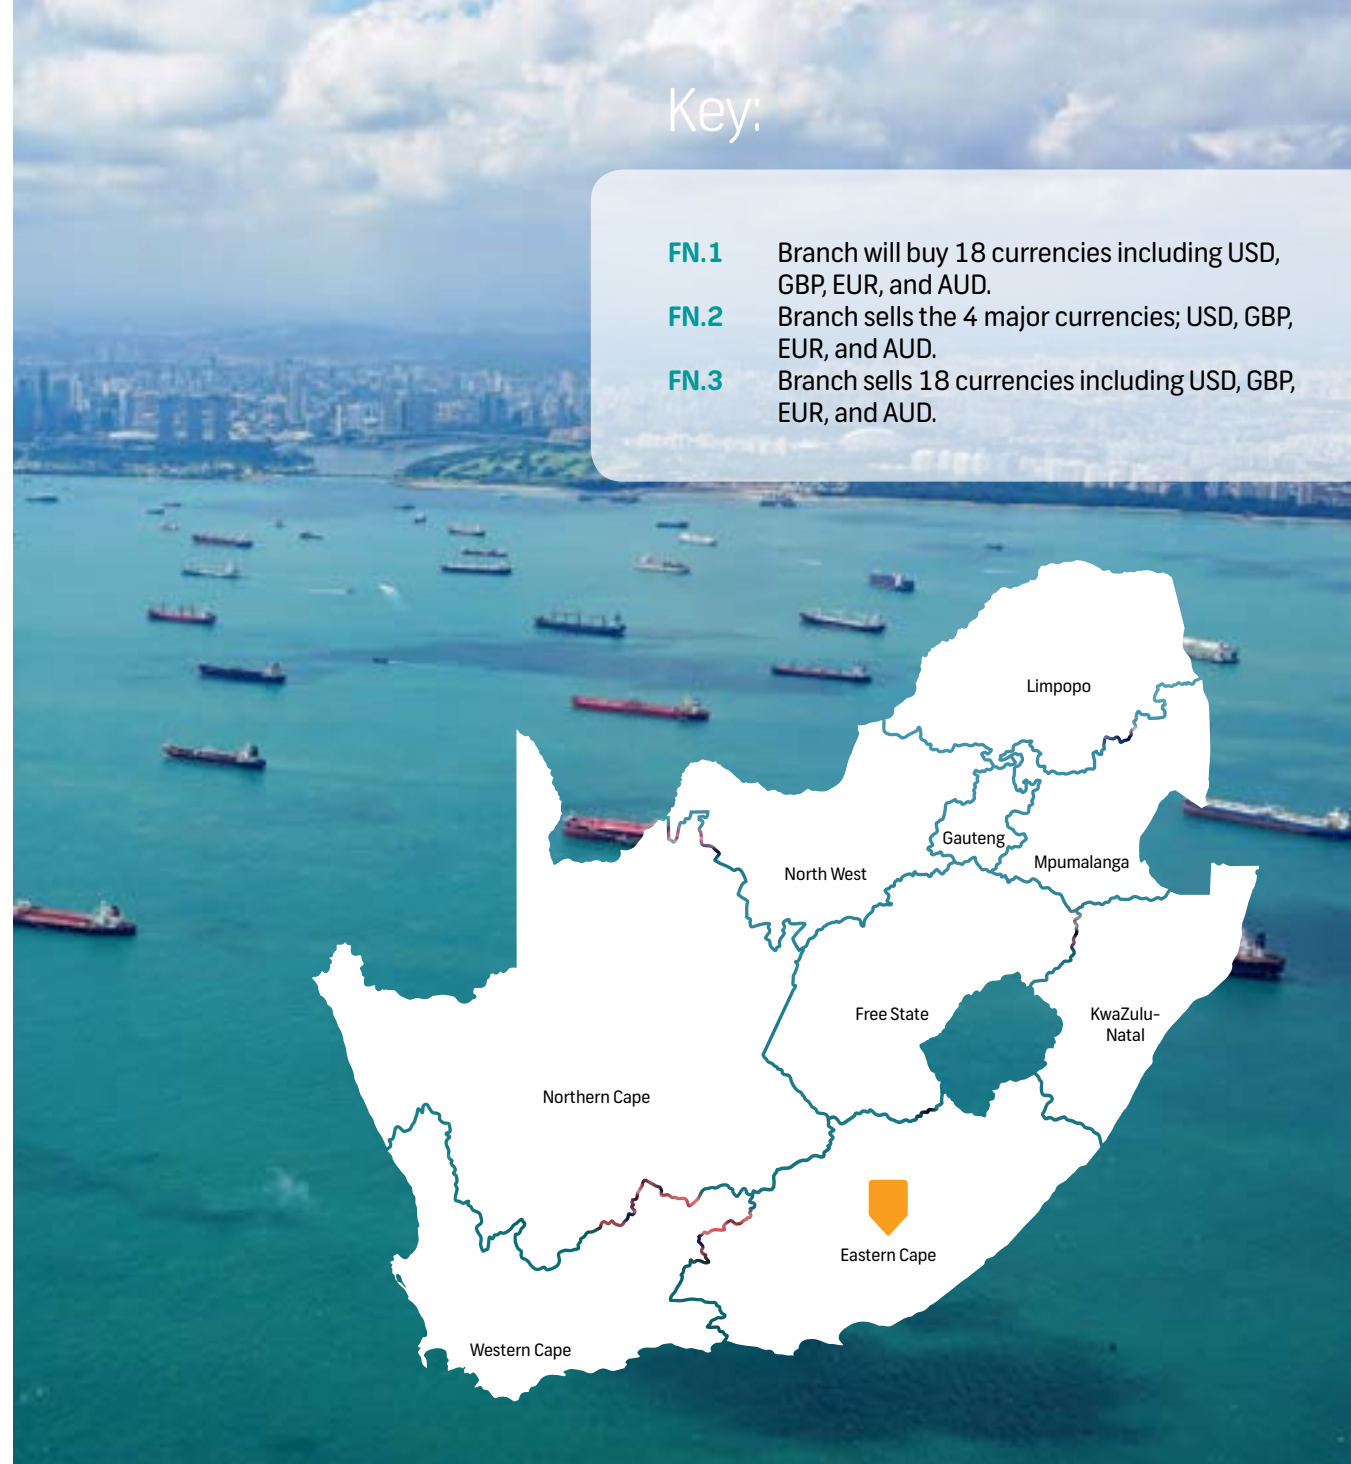 Key:
FN.1 Branch will buy 18 currencies including USD,
GBP, EUR, and AUD.
FN.2 Branch sells the 4 major currencies; USD, GBP,
EUR, and AUD.
FN.3 Branch sells 18 currencies including USD, GBP,
EUR, and AUD.
Limpopo
Gauteng
Mpumalanga
North West
Free State
KwaZulu-
Natal
Northern Cape
Eastern Cape
Western Cape